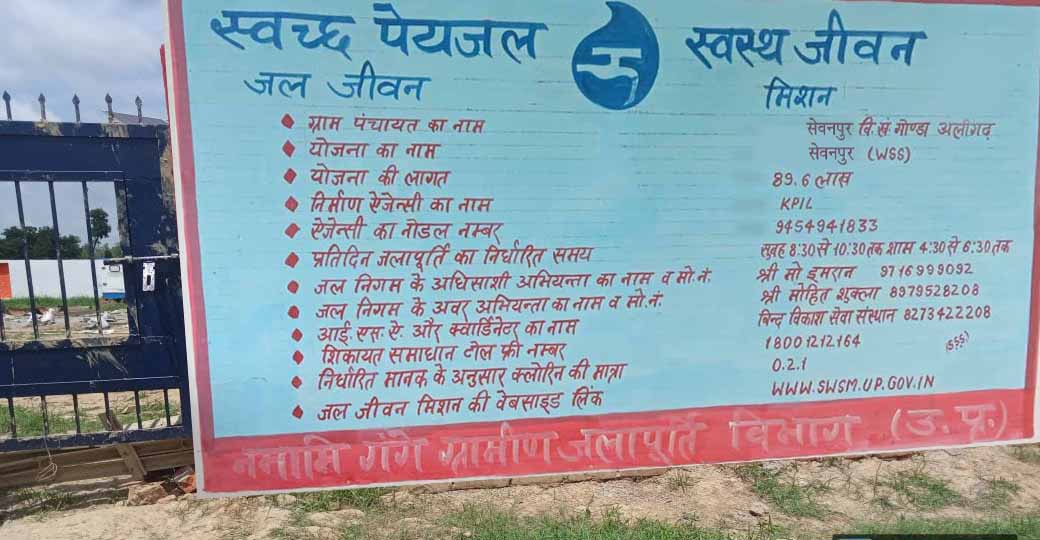 स्वच्छ पेयजल स्वस्थ जीवन
जल जीवन मिशन
ग्राम पंचायत का नाम सेवनपुर वि.खं. गोण्डा अलीगढ़
योजना का नाम सेवनपुर (WSS)
योजना की लागत 89.6 लाख
निर्माण ऐजेन्सी का नाम KPIL
ऐजेन्सी का नोडल नम्बर 9454941833
प्रतिदिन जलापूर्ति का निर्धारित समय सुबह 8:30 से 10:30 तक शाम 4:30 से 6:30 तक
जल निगम के अधिसाशी अभियन्ता का नाम व मो.नं. श्री मो इमरान 9716999092
जल निगम के अवर अभियन्ता का नाम व मो.नं. श्री मोहित शुक्ला 8979528208
आई.एस.ऐ. और क्वार्डिनेटर का नाम बिन्द विकाश सेवा संस्थान 8273422208
शिकायत समाधान टोल फ्री नम्बर 18001212164
निर्धारित मानक के अनुसार क्लोरिन की मात्रा 0.2.1
जल जीवन मिशन की वेबसाइड लिंक WWW.SWSM.UP.GOV.IN
नमामि गंगे ग्रामीण जलापूर्ति विभाग (उ.प्र.)